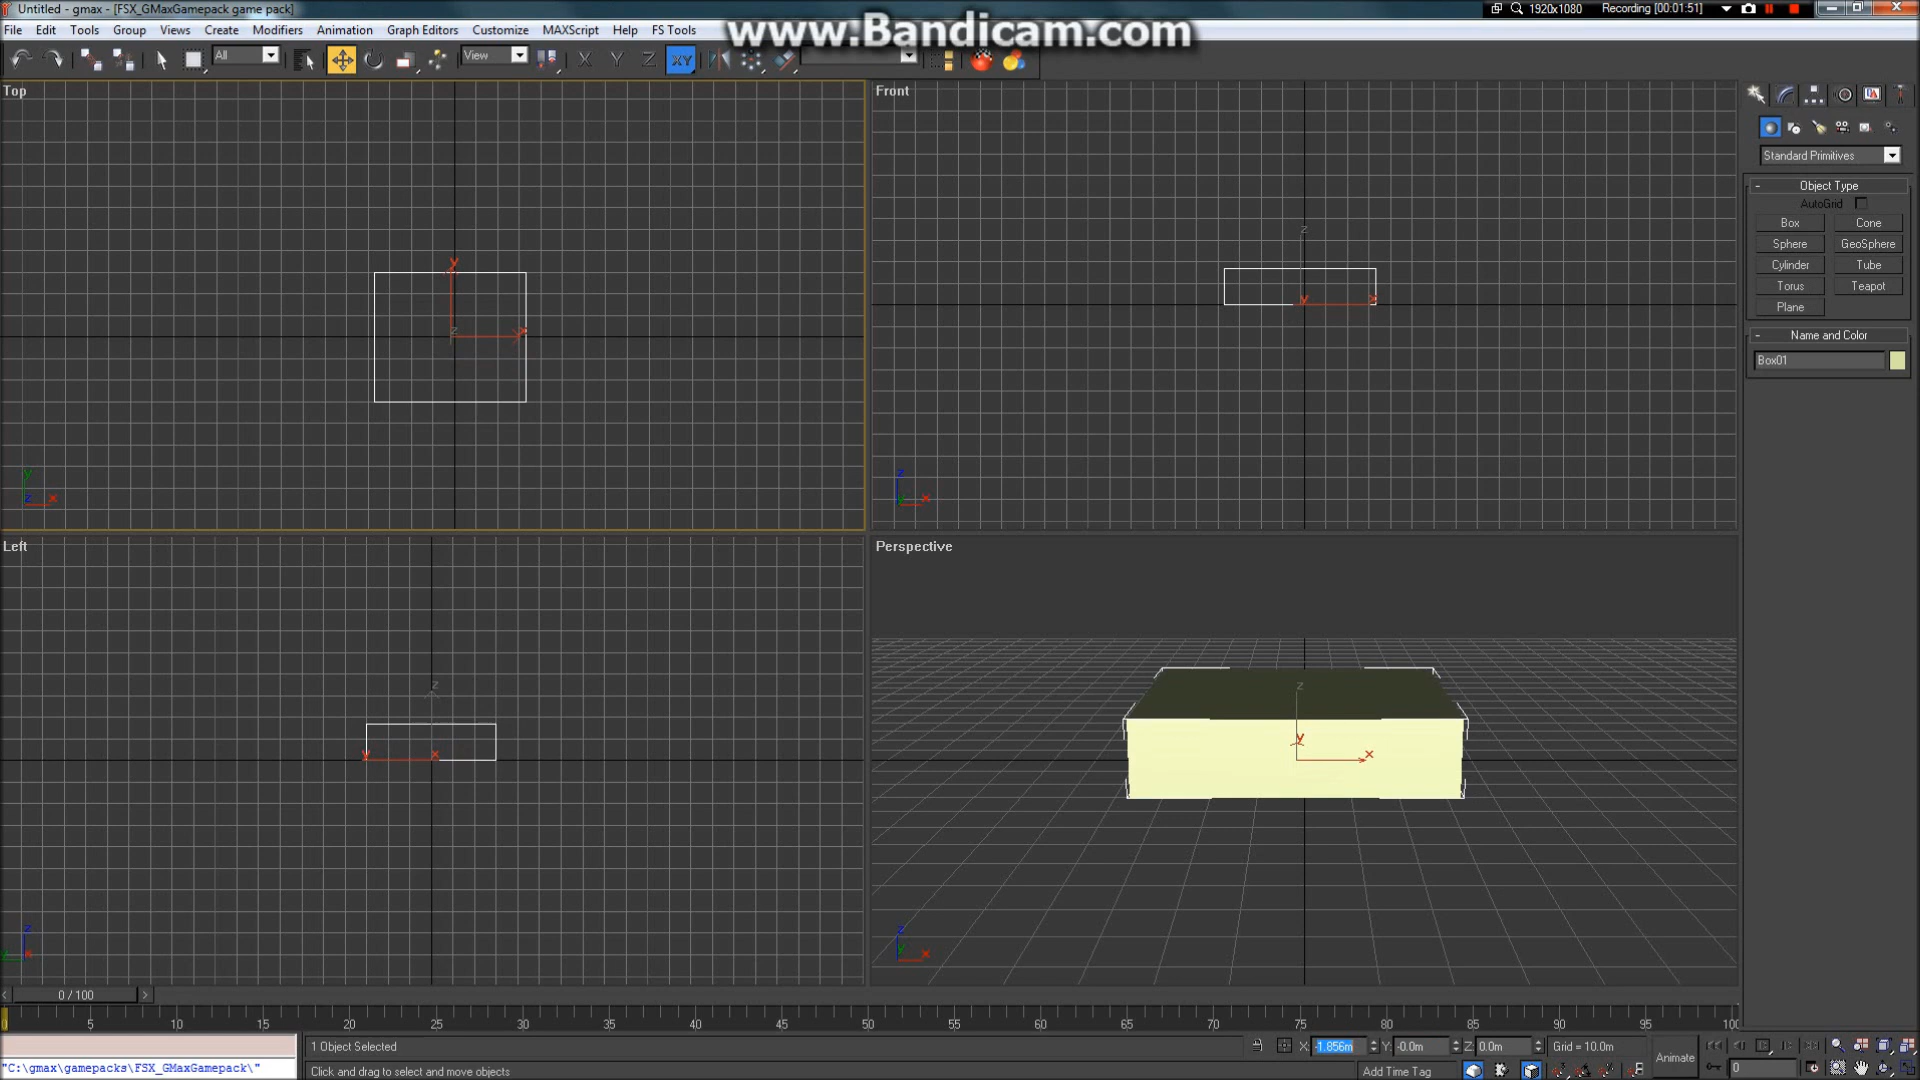 Untitled - gmax - [FSX_GMaxGamepack game pack]
1920x1080
Recording [00:01:51]
www.Bandicam.com
File Edit Tools Group Views Create Modifiers Animation Graph Editors Customize MAXScript Help FS Tools
All
View
X Y Z XY
Top
Front
Left
Perspective
y
x
z
z
y
x
y
z
x
z
y
x
z
y
x
z
y
x
z
y
x
z
y
x
Standard Primitives
- Object Type
AutoGrid
Box Cone
Sphere GeoSphere
Cylinder Tube
Torus Teapot
Plane
- Name and Color
Box01
< 0 / 100 >
0 5 10 15 20 25 30 35 40 45 50 55 60 65 70 75 80 85 90 95 100
1 Object Selected
X: -1.856m Y: -0.0m Z: 0.0m Grid = 10.0m
Animate
"C:\gmax\gamepacks\FSX_GMaxGamepack\"
Click and drag to select and move objects
Add Time Tag
0